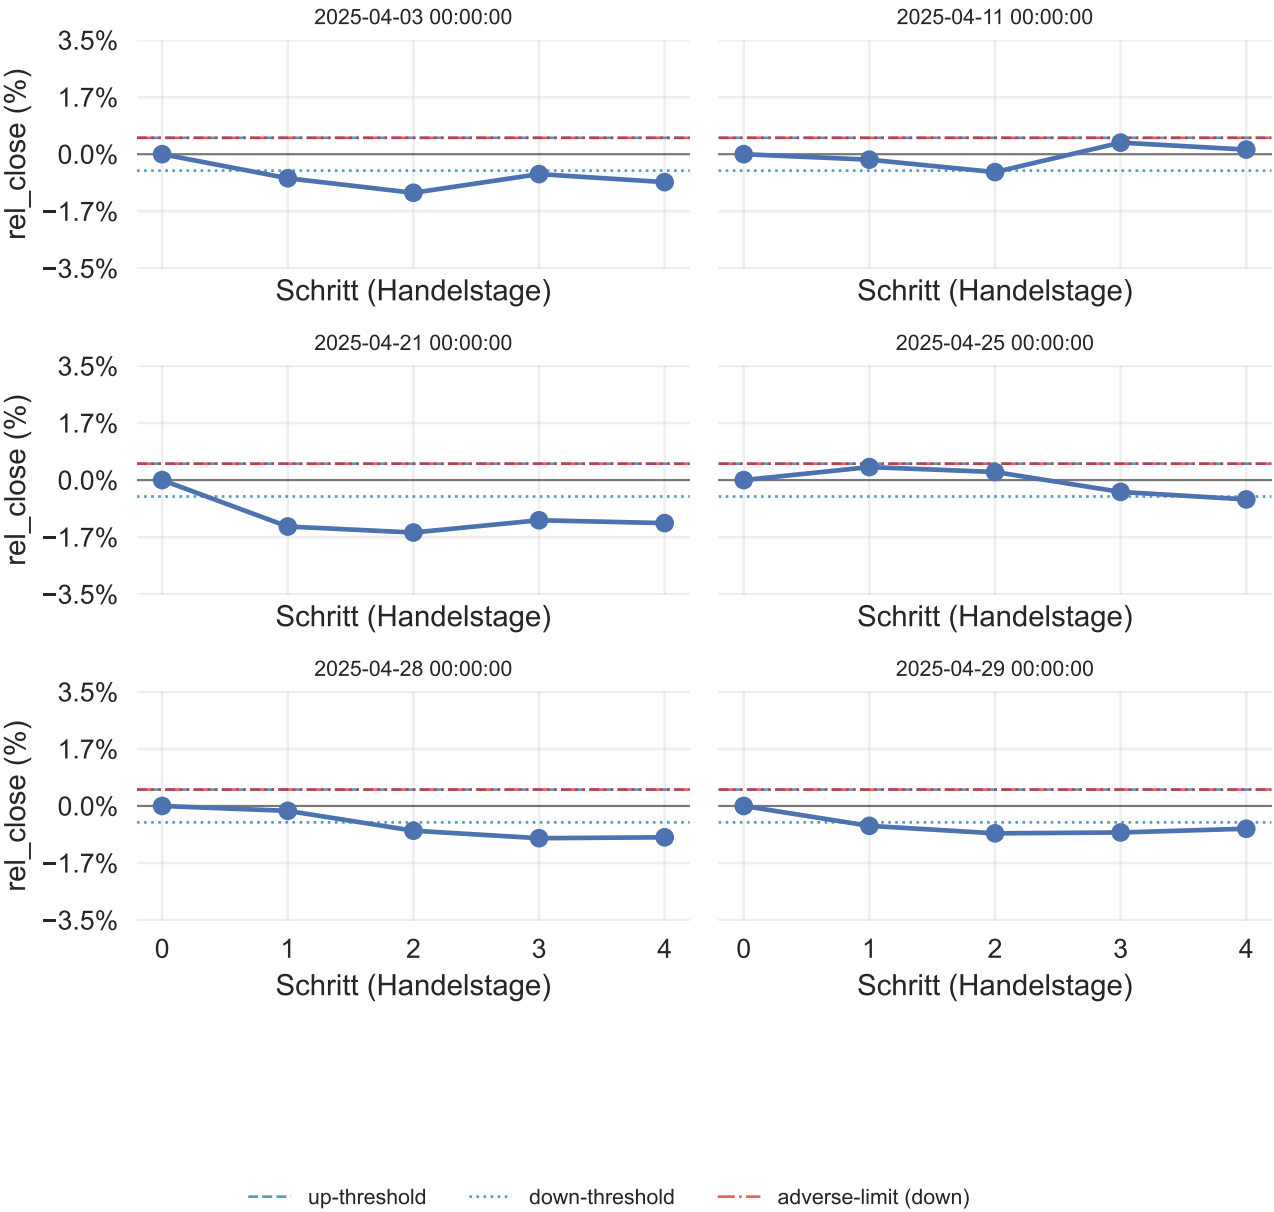 2025-04-03 00:00:00
2025-04-11 00:00:00
3.5%
1.7%
0.0%
−1.7%
−3.5%
rel_close (%)
Schritt (Handelstage)
Schritt (Handelstage)
2025-04-21 00:00:00
2025-04-25 00:00:00
3.5%
1.7%
0.0%
−1.7%
−3.5%
rel_close (%)
Schritt (Handelstage)
Schritt (Handelstage)
2025-04-28 00:00:00
2025-04-29 00:00:00
3.5%
1.7%
0.0%
−1.7%
−3.5%
rel_close (%)
0 1 2 3 4
0 1 2 3 4
Schritt (Handelstage)
Schritt (Handelstage)
up-threshold
down-threshold
adverse-limit (down)